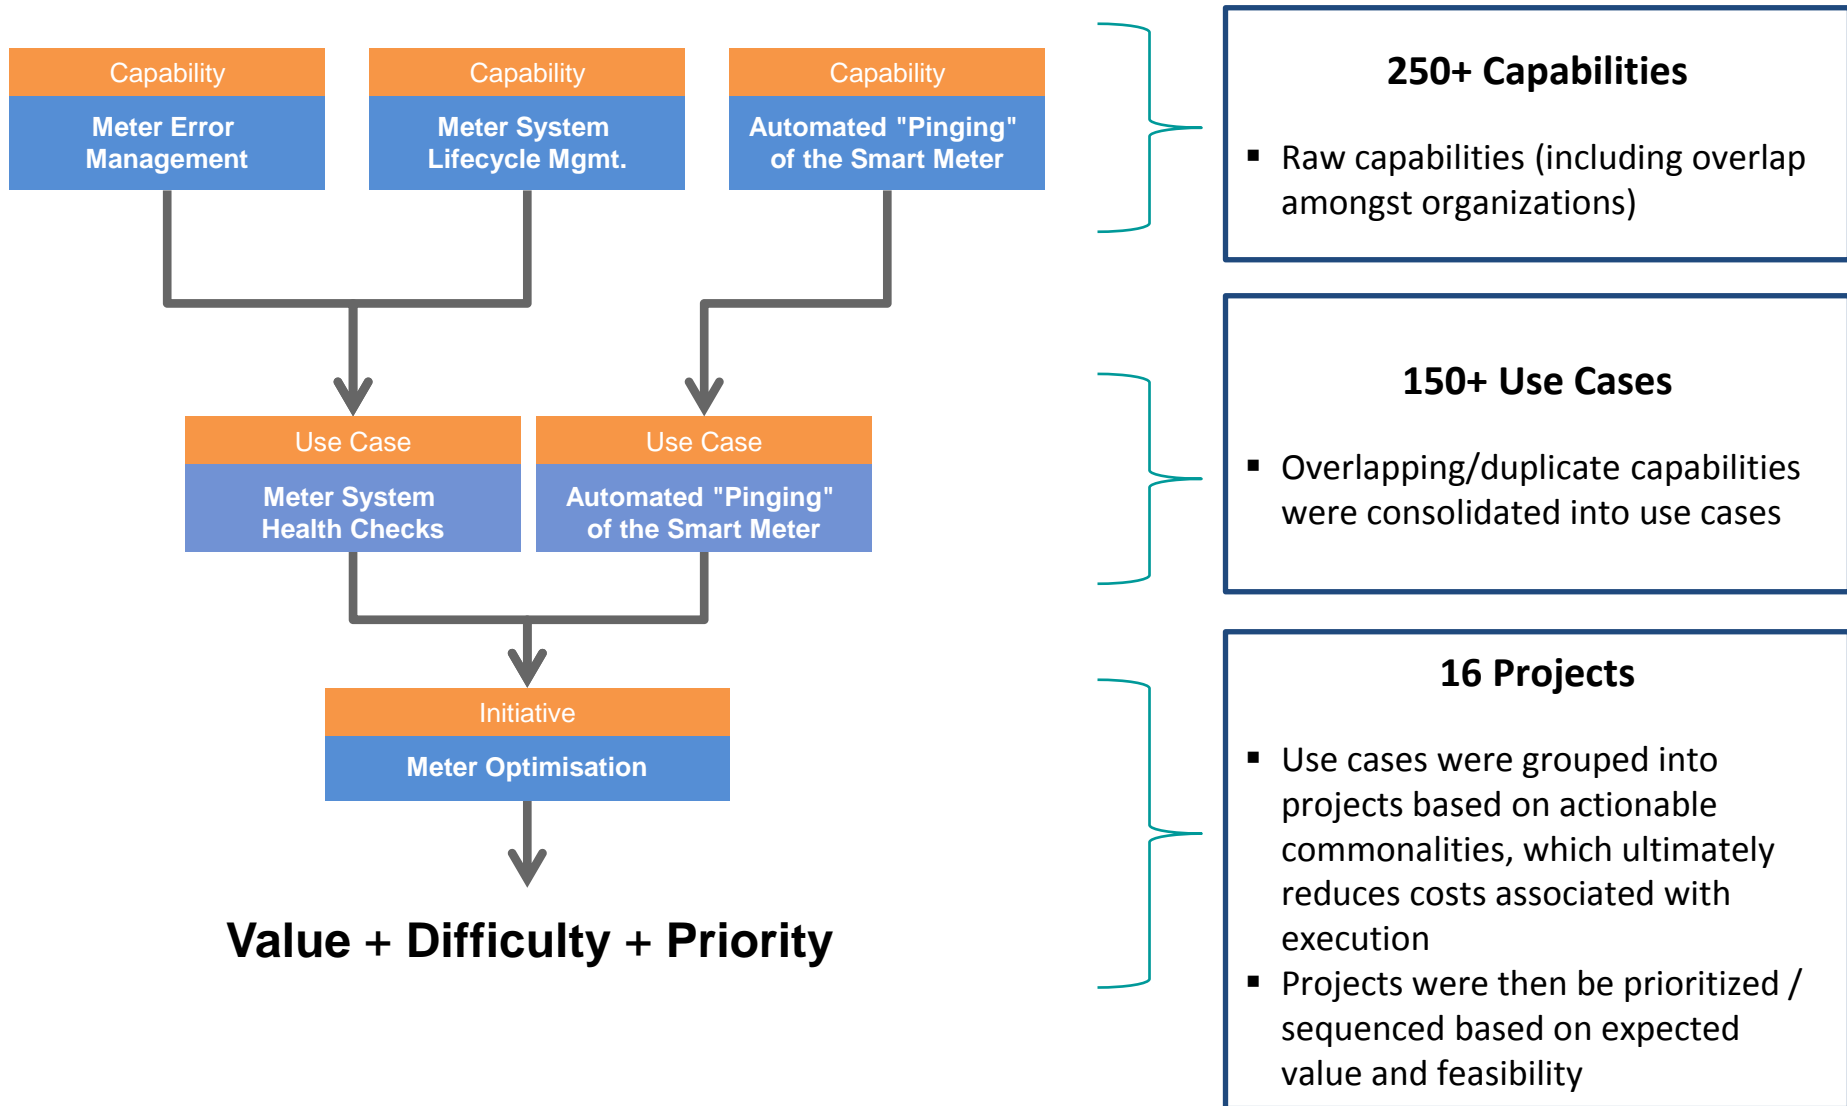 Capability
Meter Error
Management
Capability
Meter System
Lifecycle Mgmt.
Capability
Automated "Pinging"
of the Smart Meter
250+ Capabilities
▪ Raw capabilities (including overlap
amongst organizations)
Use Case
Meter System
Health Checks
Use Case
Automated "Pinging"
of the Smart Meter
150+ Use Cases
▪ Overlapping/duplicate capabilities
were consolidated into use cases
Initiative
Meter Optimisation
Value + Difficulty + Priority
16 Projects
▪ Use cases were grouped into
projects based on actionable
commonalities, which ultimately
reduces costs associated with
execution
▪ Projects were then be prioritized /
sequenced based on expected
value and feasibility